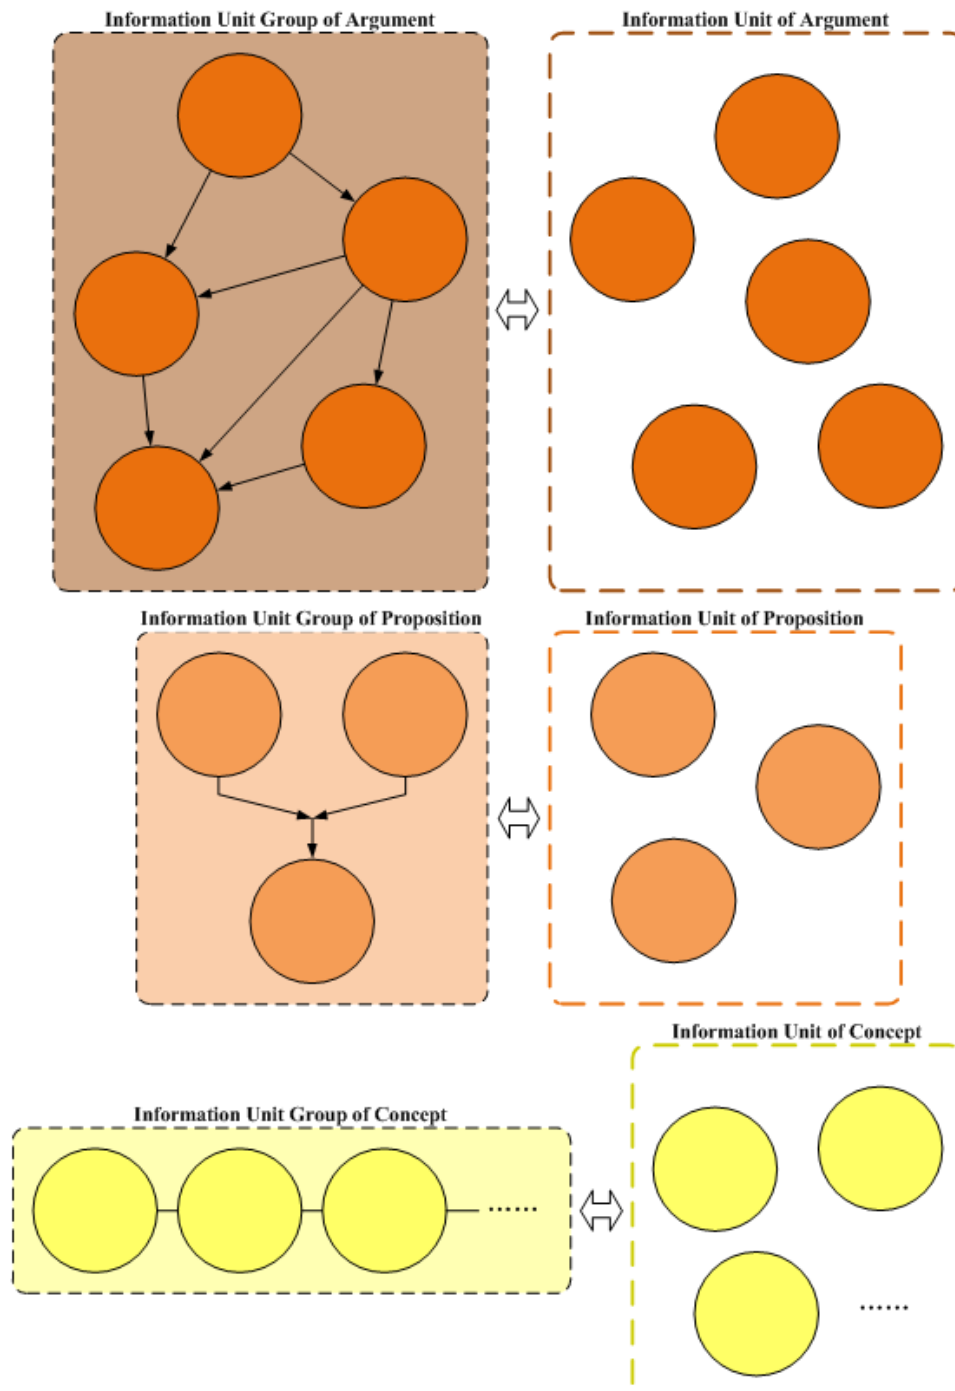 Information Unit Group of Argument
Information Unit of Argument
Information Unit Group of Proposition
Information Unit of Proposition
Information Unit of Concept
Information Unit Group of Concept
......
......